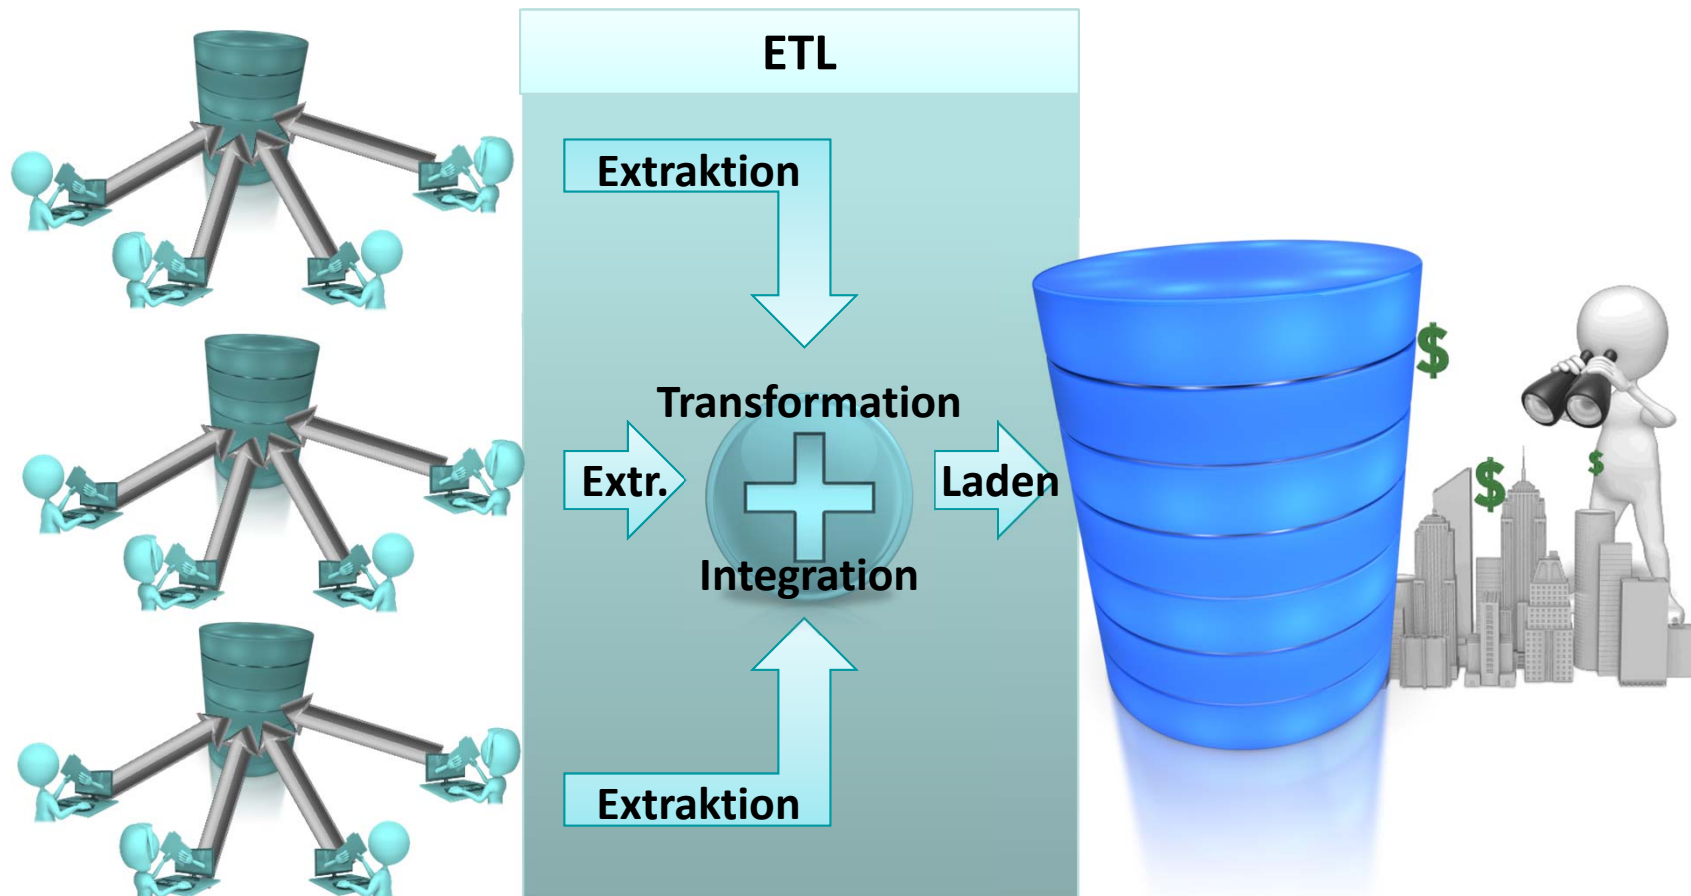 ETL
Extraktion
Transformation
Extr.
Laden
Integration
Extraktion
$
$
$